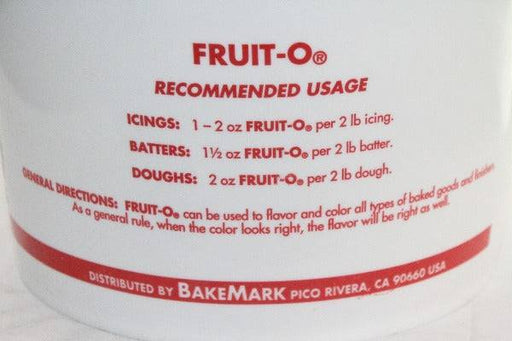 FRUIT-O®
RECOMMENDED USAGE
ICINGS: 1 – 2 oz FRUIT-O® per 2 lb icing.
BATTERS: 1½ oz FRUIT-O® per 2 lb batter.
DOUGHS: 2 oz FRUIT-O® per 2 lb dough.
GENERAL DIRECTIONS: FRUIT-O® can be used to flavor and color all types of baked goods and finishes.
As a general rule, when the color looks right, the flavor will be right as well.
DISTRIBUTED BY BAKEMARK PICO RIVERA, CA 90660 USA